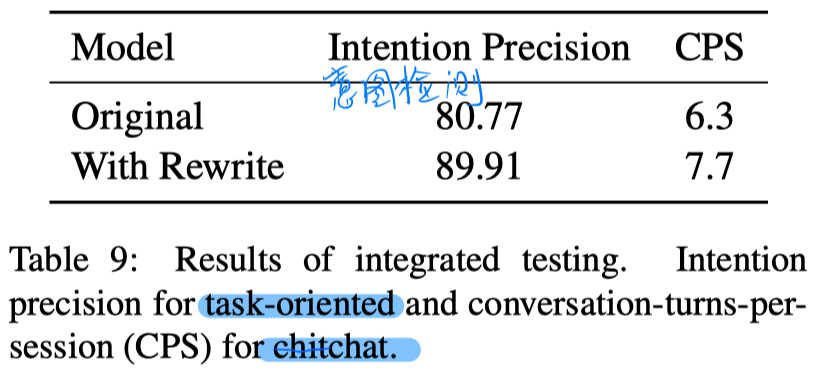 Model Intention Precision CPS
意图检测
Original 80.77 6.3
With Rewrite 89.91 7.7
Table 9: Results of integrated testing. Intention
precision for task-oriented and conversation-turns-per-
session (CPS) for chitchat.